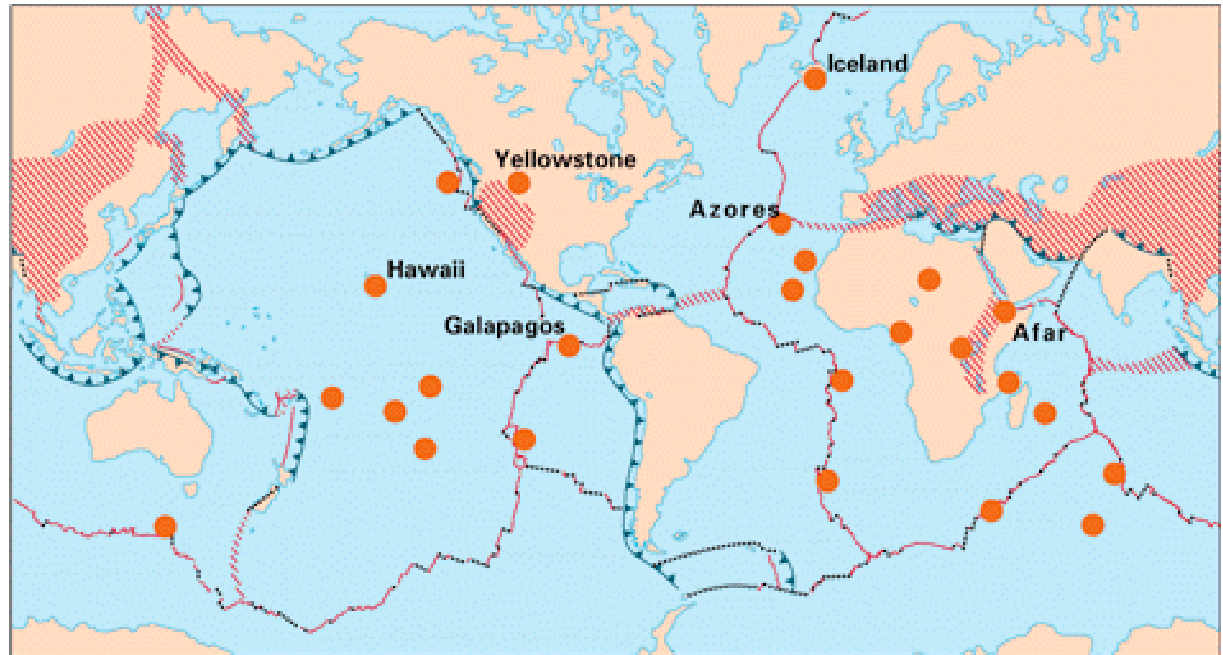 Iceland
Yellowstone
Azores
Hawaii
Galapagos
Afar